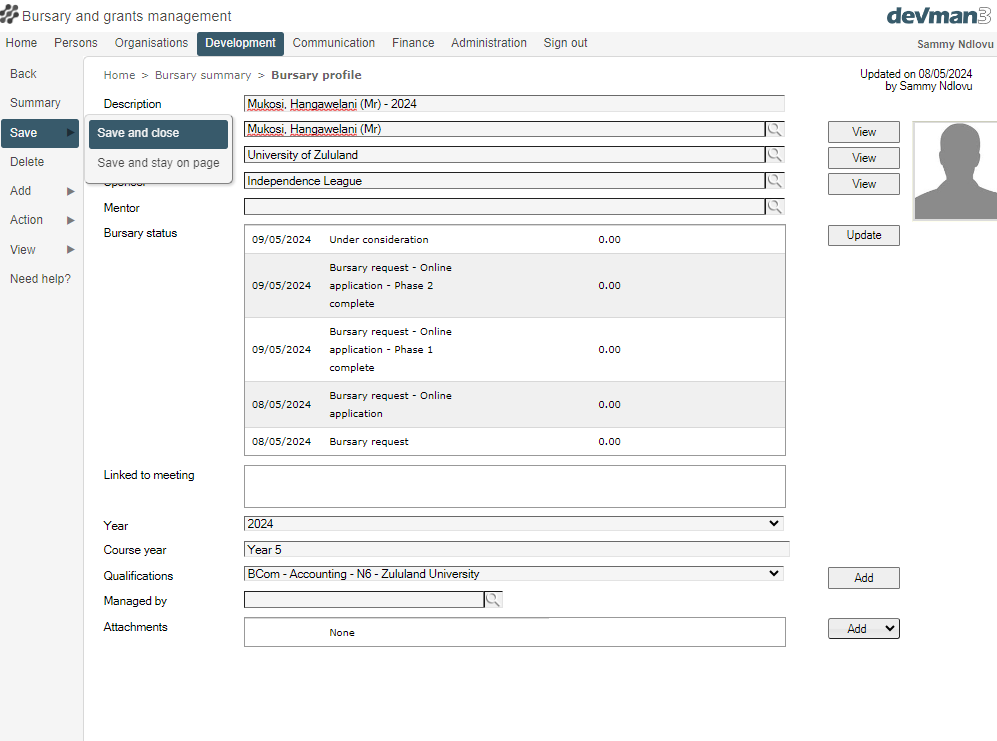 Bursary and grants management
devman3
Home Persons Organisations Development Communication Finance Administration Sign out
Sammy Ndlovu
Back
Summary
Save
Save and close
Save and stay on page
Delete
Add
Action
View
Need help?
Home > Bursary summary > Bursary profile
Updated on 08/05/2024
by Sammy Ndlovu
Description Mukosi, Hangawelani (Mr) - 2024
Mukosi, Hangawelani (Mr) View
University of Zululand View
Sponsor Independence League View
Mentor
Bursary status Update
09/05/2024 Under consideration 0.00
Bursary request - Online
09/05/2024 application - Phase 2 0.00
complete
Bursary request - Online
09/05/2024 application - Phase 1 0.00
complete
Bursary request - Online
08/05/2024 application 0.00
08/05/2024 Bursary request 0.00
Linked to meeting
Year 2024
Course year Year 5
Qualifications BCom - Accounting - N6 - Zululand University Add
Managed by
Attachments None Add